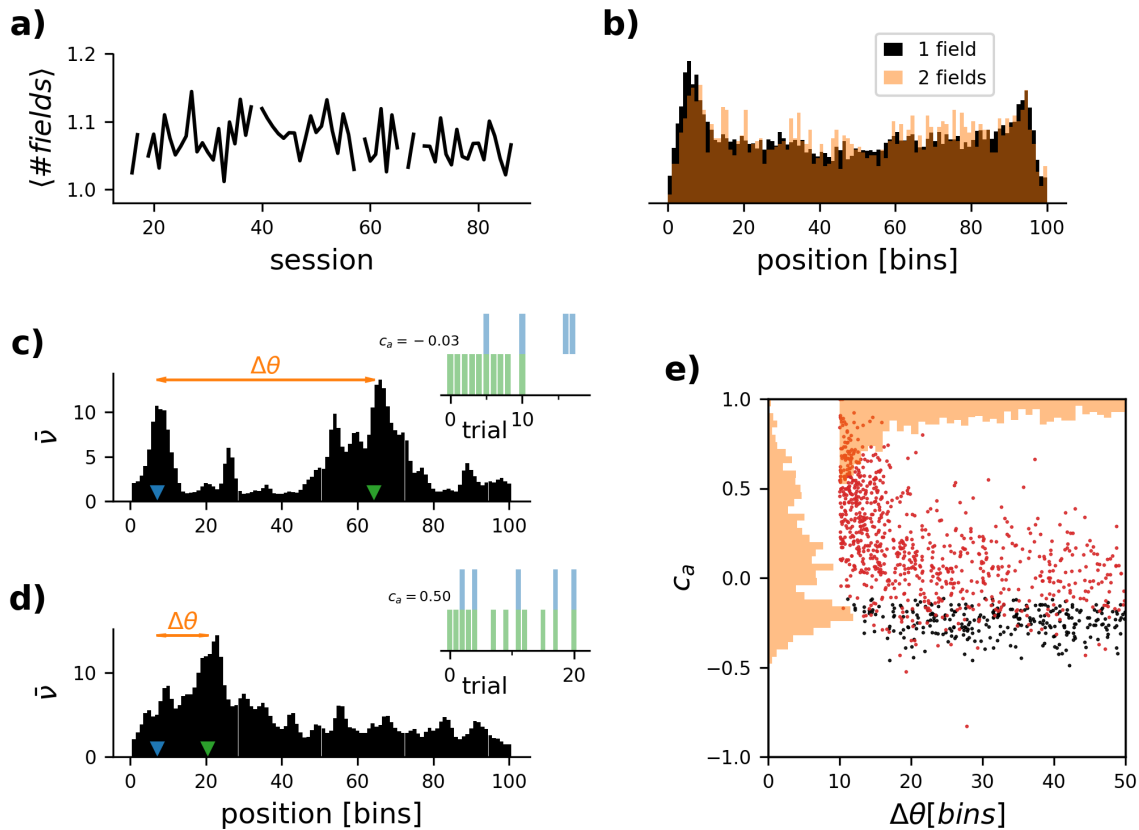 a)
⟨#fields⟩
1.2
1.1
1.0
20 40 60 80
session
b)
1 field
2 fields
0 20 40 60 80 100
position [bins]
c)
c_a = −0.03
Δθ
ν̄
10
5
0
0 20 40 60 80 100
0 10
trial
d)
c_a = 0.50
Δθ
ν̄
10
0
0 20 40 60 80 100
position [bins]
0 20
trial
e)
c_a
1.0
0.5
0.0
−0.5
−1.0
0 10 20 30 40 50
Δθ[bins]